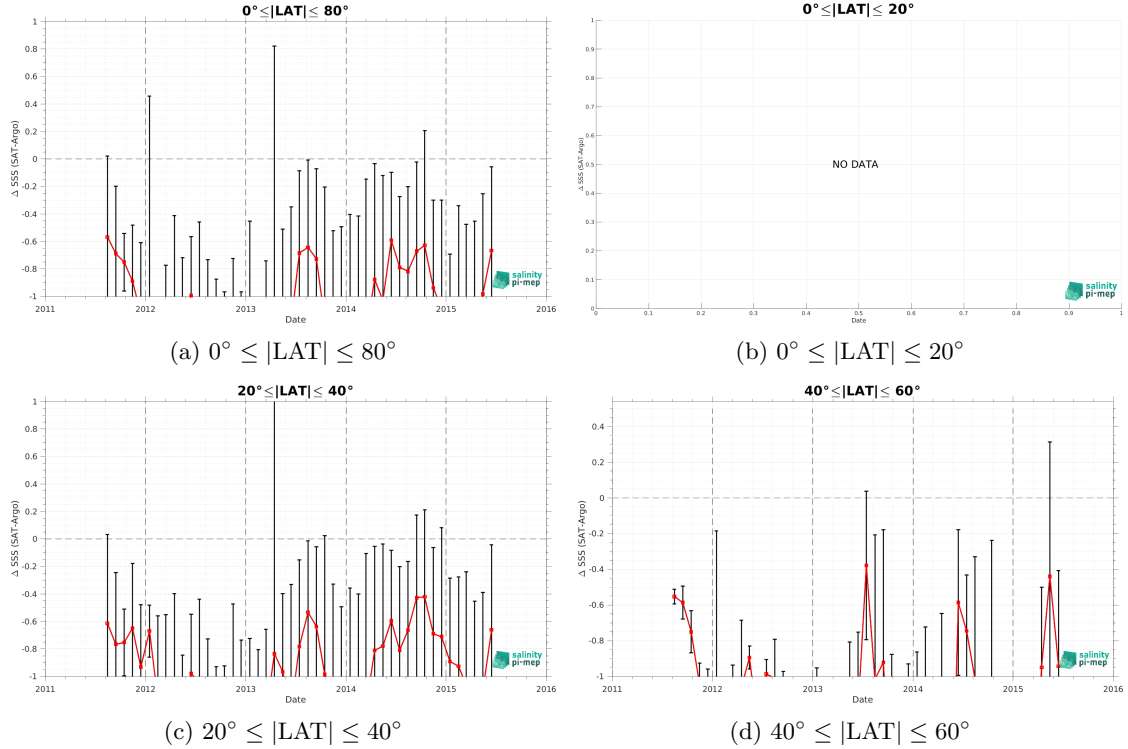 0°≤|LAT|≤ 80°
1
0.8
0.6
0.4
0.2
0
-0.2
-0.4
-0.6
-0.8
-1
Δ SSS (SAT-Argo)
2011
2012
2013
2014
2015
2016
Date
salinity
pi-mep
(a) 0° ≤ |LAT| ≤ 80°
0°≤|LAT|≤ 20°
1
0.9
0.8
0.7
0.6
0.5
0.4
0.3
0.2
0.1
0
Δ SSS (SAT-Argo)
NO DATA
0
0.1
0.2
0.3
0.4
0.5
0.6
0.7
0.8
0.9
1
Date
salinity
pi-mep
(b) 0° ≤ |LAT| ≤ 20°
20°≤|LAT|≤ 40°
1
0.8
0.6
0.4
0.2
0
-0.2
-0.4
-0.6
-0.8
-1
Δ SSS (SAT-Argo)
2011
2012
2013
2014
2015
2016
Date
salinity
pi-mep
(c) 20° ≤ |LAT| ≤ 40°
40°≤|LAT|≤ 60°
0.4
0.2
0
-0.2
-0.4
-0.6
-0.8
-1
Δ SSS (SAT-Argo)
2011
2012
2013
2014
2015
2016
Date
salinity
pi-mep
(d) 40° ≤ |LAT| ≤ 60°